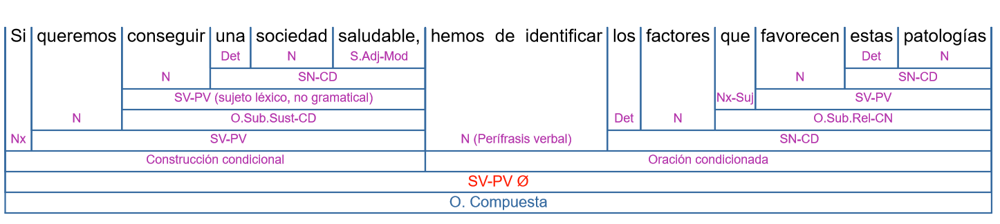 Si queremos conseguir una sociedad saludable, hemos de identificar los factores que favorecen estas patologías
Det N S.Adj-Mod Det N
N SN-CD N SN-CD
SV-PV (sujeto léxico, no gramatical) Nx-Suj SV-PV
N O.Sub.Sust-CD Det N O.Sub.Rel-CN
Nx SV-PV N (Perífrasis verbal) SN-CD
Construcción condicional Oración condicionada
SV-PV Ø
O. Compuesta